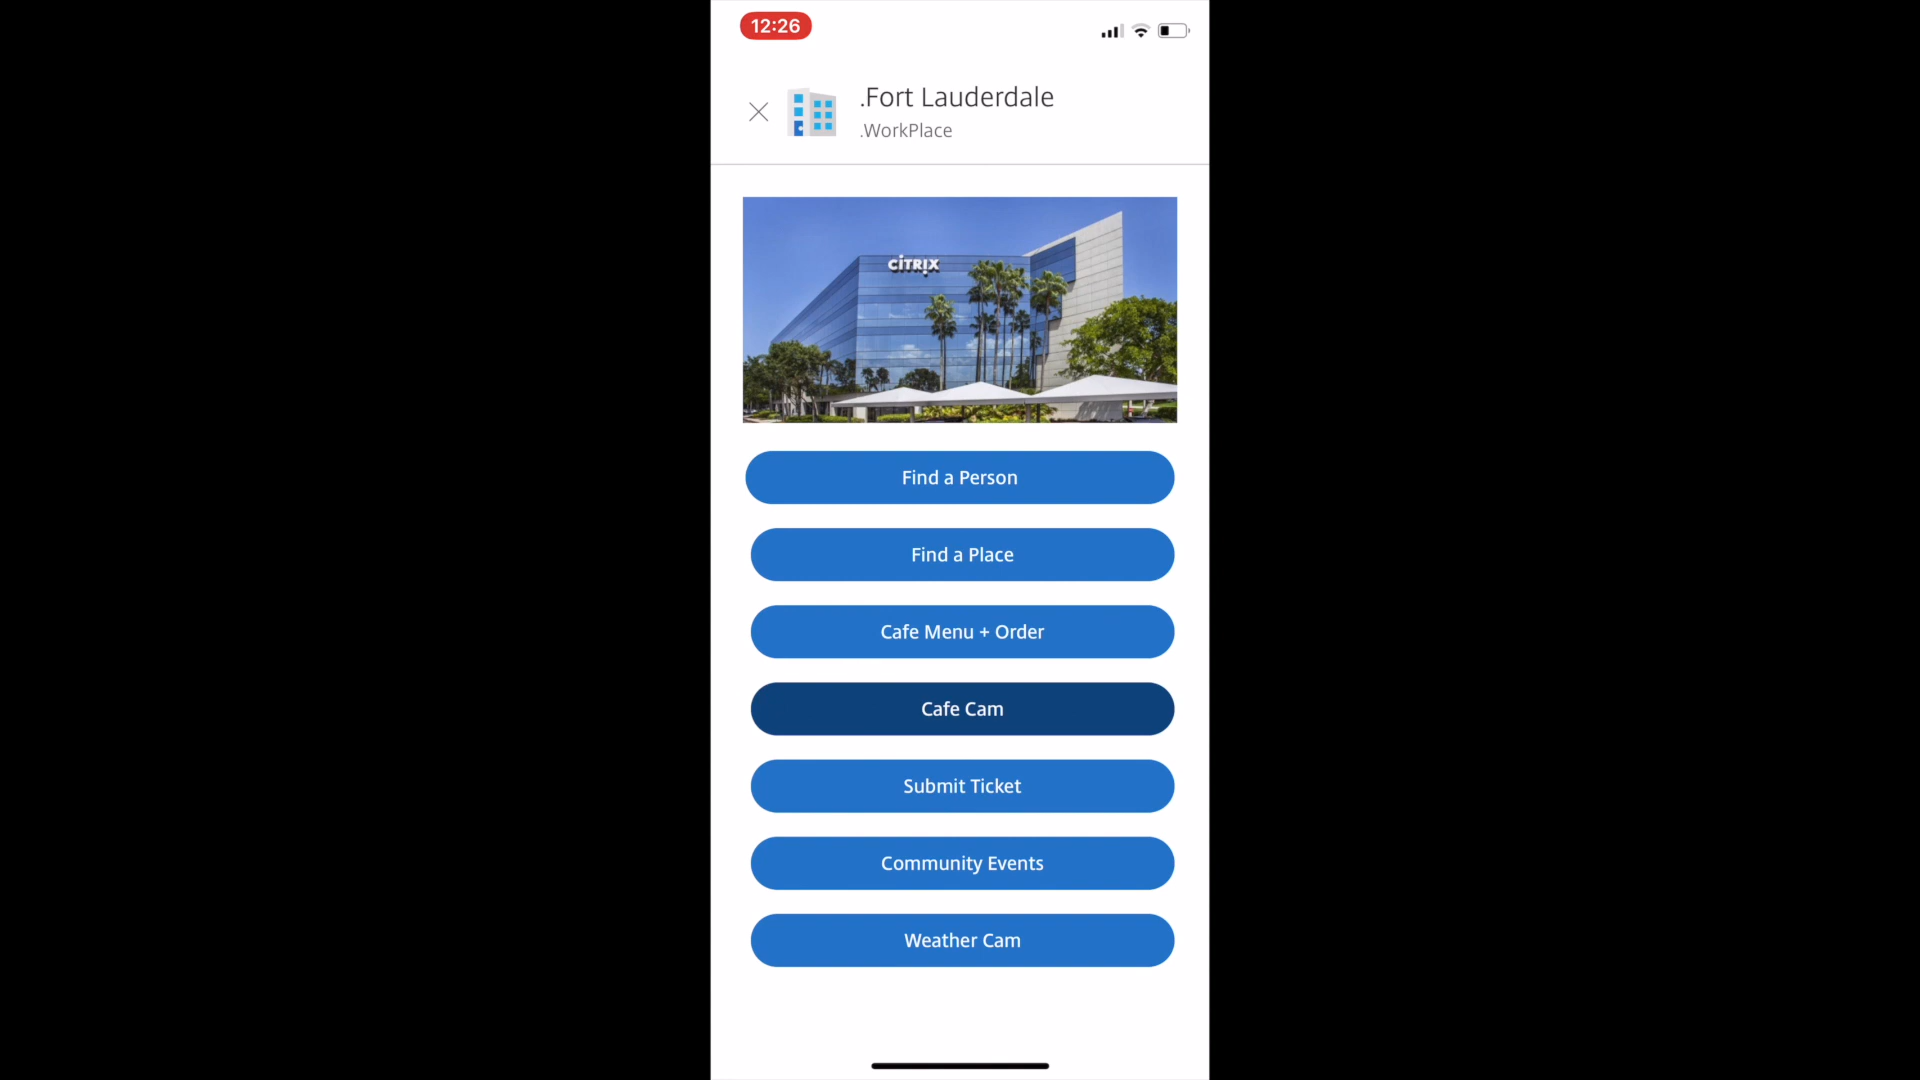 12:26
.Fort Lauderdale
.WorkPlace
CITRIX
Find a Person
Find a Place
Cafe Menu + Order
Cafe Cam
Submit Ticket
Community Events
Weather Cam